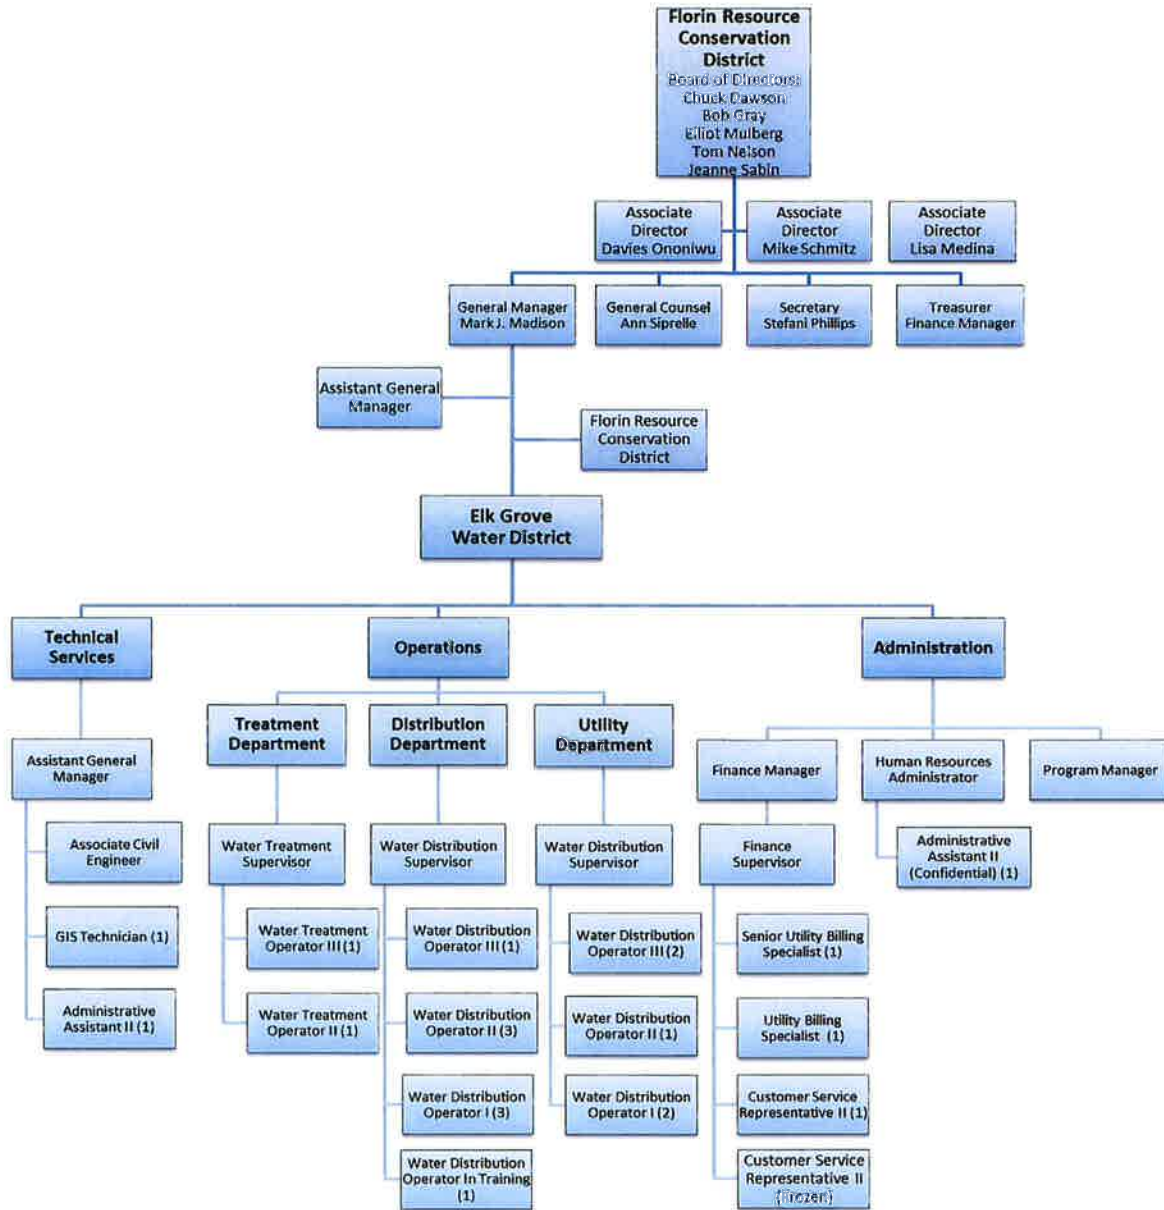 Florin Resource
Conservation
District
Board of Directors:
Chuck Dawson
Bob Gray
Elliot Mulberg
Tom Nelson
Jeanne Sabin
Associate
Director
Davies Ononiwu
Associate
Director
Mike Schmitz
Associate
Director
Lisa Medina
General Manager
Mark J. Madison
General Counsel
Ann Siprelle
Secretary
Stefani Phillips
Treasurer
Finance Manager
Assistant General
Manager
Florin Resource
Conservation
District
Elk Grove
Water District
Technical
Services
Operations
Administration
Treatment
Department
Distribution
Department
Utility
Department
Assistant General
Manager
Finance Manager
Human Resources
Administrator
Program Manager
Associate Civil
Engineer
GIS Technician (1)
Administrative
Assistant II (1)
Water Treatment
Supervisor
Water Treatment
Operator III (1)
Water Treatment
Operator II (1)
Water Distribution
Supervisor
Water Distribution
Operator III (1)
Water Distribution
Operator II (3)
Water Distribution
Operator I (3)
Water Distribution
Operator In Training
(1)
Water Distribution
Supervisor
Water Distribution
Operator III (2)
Water Distribution
Operator II (1)
Water Distribution
Operator I (2)
Finance
Supervisor
Senior Utility Billing
Specialist (1)
Utility Billing
Specialist (1)
Customer Service
Representative II (1)
Customer Service
Representative II
(Frozen)
Administrative
Assistant II
(Confidential) (1)